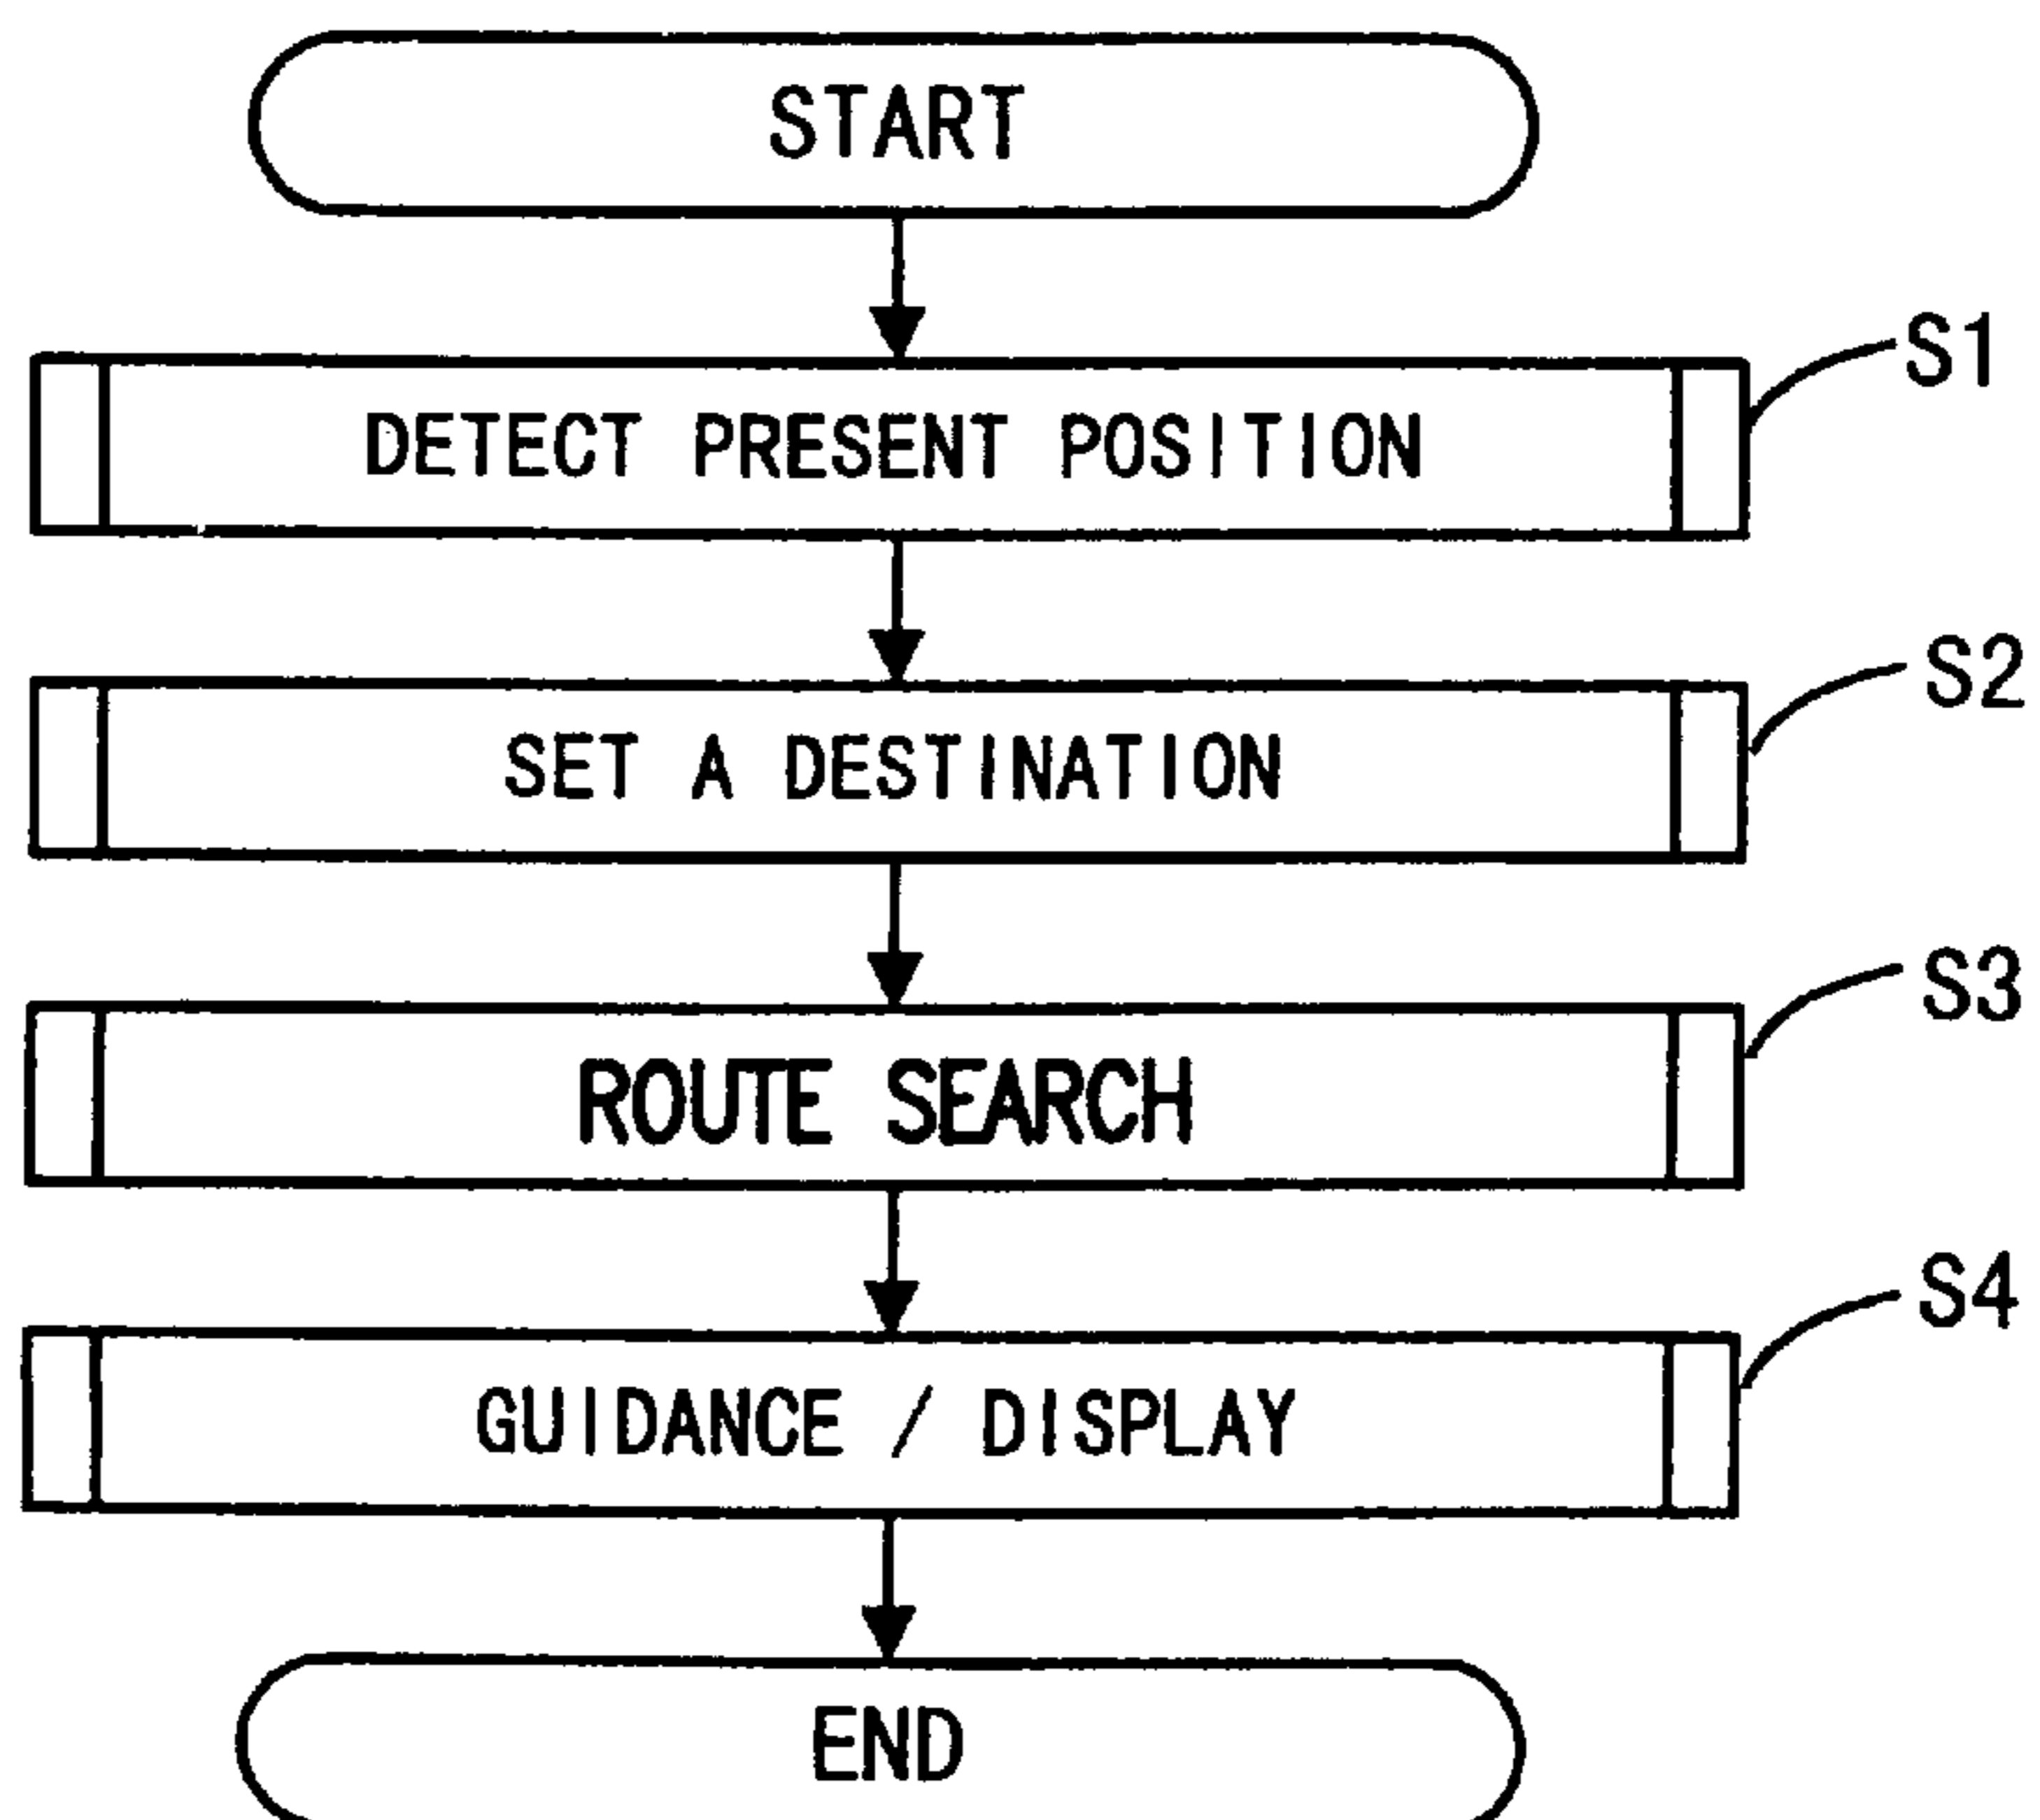 START
S1
DETECT PRESENT POSITION
S2
SET A DESTINATION
S3
ROUTE SEARCH
S4
GUIDANCE / DISPLAY
END